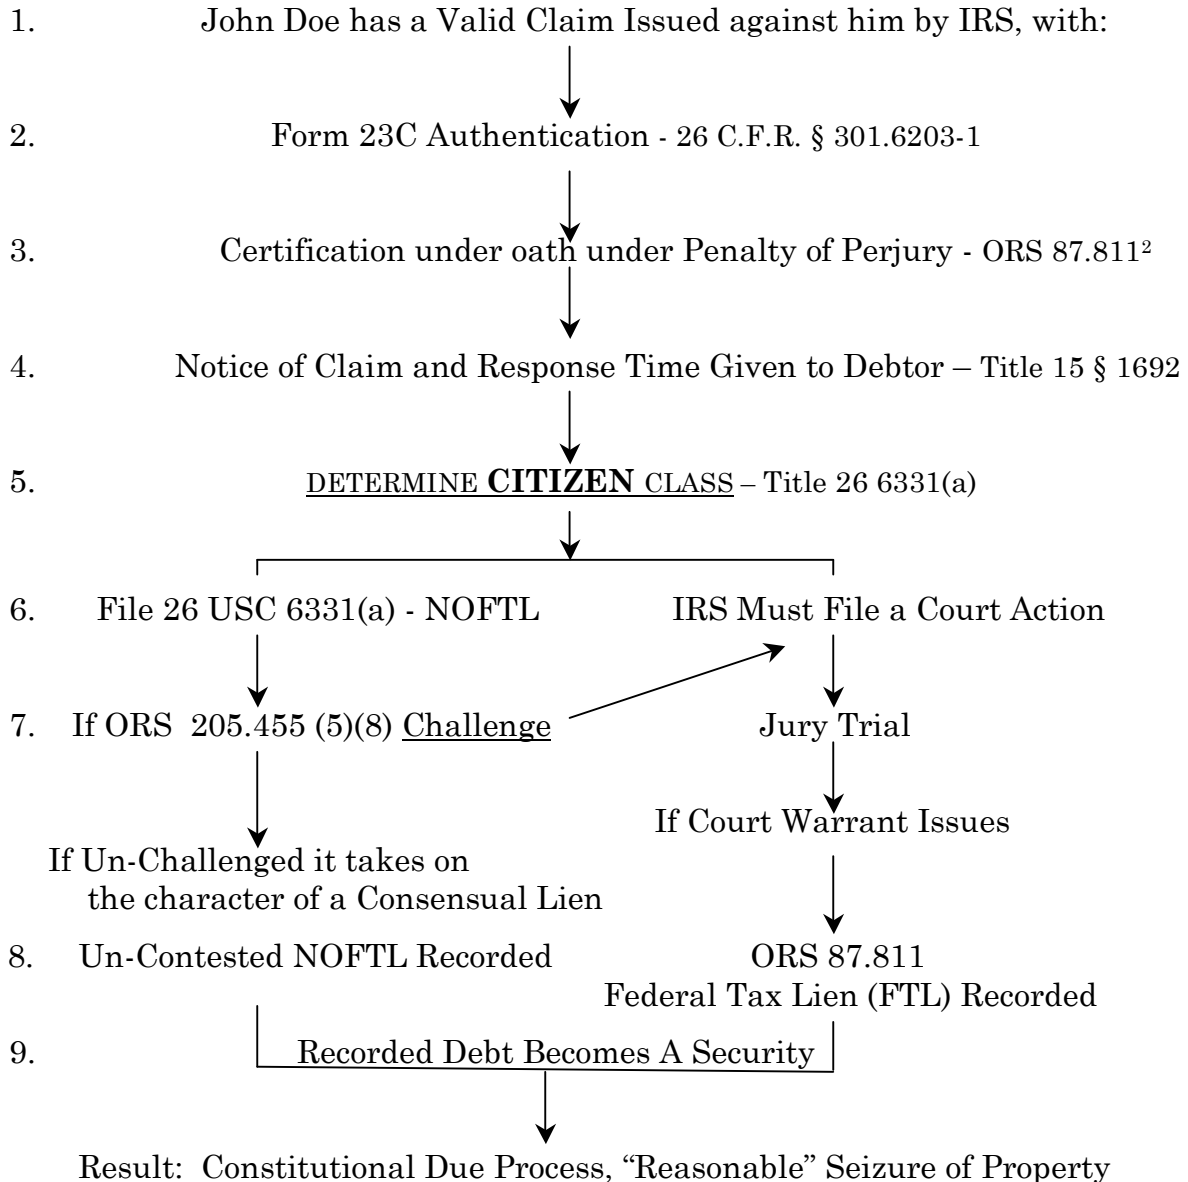 1. John Doe has a Valid Claim Issued against him by IRS, with:
2. Form 23C Authentication - 26 C.F.R. § 301.6203-1
3. Certification under oath under Penalty of Perjury - ORS 87.811²
4. Notice of Claim and Response Time Given to Debtor – Title 15 § 1692
5. DETERMINE CITIZEN CLASS – Title 26 6331(a)
6. File 26 USC 6331(a) - NOFTL IRS Must File a Court Action
7. If ORS 205.455 (5)(8) Challenge Jury Trial
If Court Warrant Issues
If Un-Challenged it takes on
the character of a Consensual Lien
8. Un-Contested NOFTL Recorded ORS 87.811
Federal Tax Lien (FTL) Recorded
9. Recorded Debt Becomes A Security
Result: Constitutional Due Process, “Reasonable” Seizure of Property